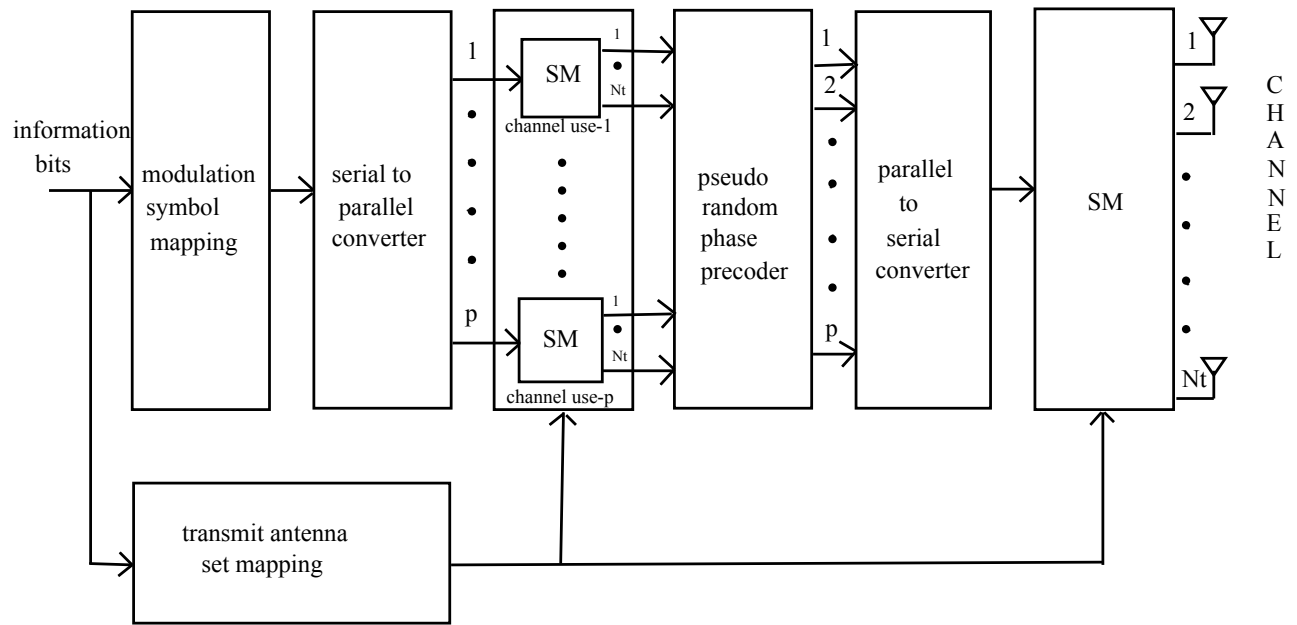 information
bits
modulation
symbol
mapping
serial to
parallel
converter
1
p
SM
1
Nt
channel use-1
SM
1
Nt
channel use-p
pseudo
random
phase
precoder
1
2
p
parallel
to
serial
converter
SM
1
2
Nt
C
H
A
N
N
E
L
transmit antenna
set mapping